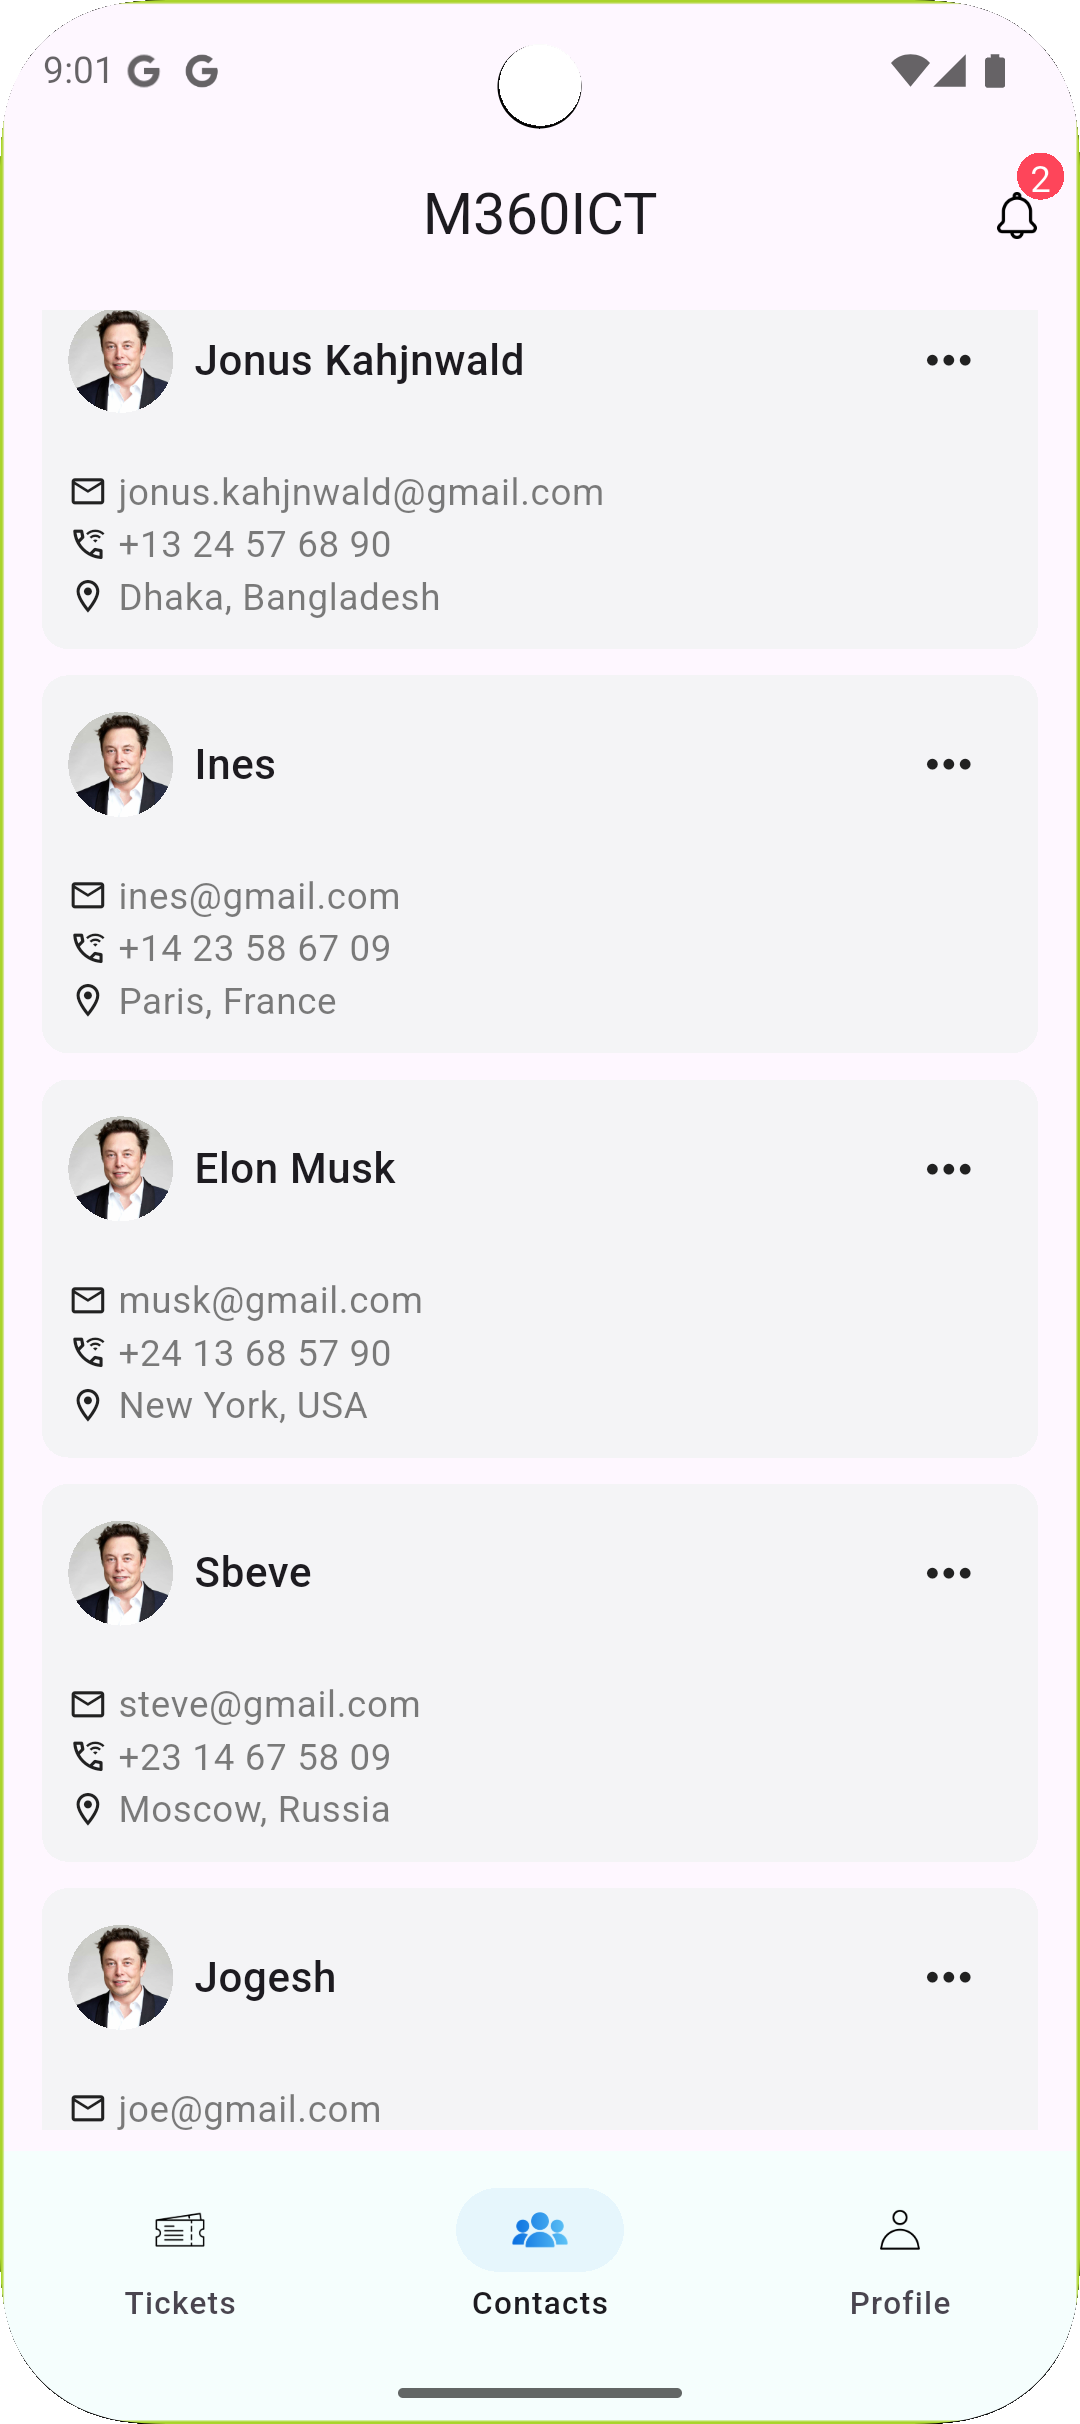 9:01
2
M360ICT
Jonus Kahjnwald
jonus.kahjnwald@gmail.com
+13 24 57 68 90
Dhaka, Bangladesh
Ines
ines@gmail.com
+14 23 58 67 09
Paris, France
Elon Musk
musk@gmail.com
+24 13 68 57 90
New York, USA
Sbeve
steve@gmail.com
+23 14 67 58 09
Moscow, Russia
Jogesh
joe@gmail.com
Tickets Contacts Profile